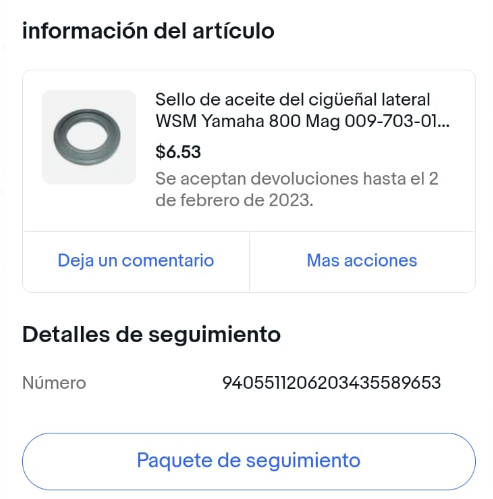 información del artículo
Sello de aceite del cigüeñal lateral
WSM Yamaha 800 Mag 009-703-01...
$6.53
Se aceptan devoluciones hasta el 2
de febrero de 2023.
Deja un comentario
Mas acciones
Detalles de seguimiento
Número 9405511206203435589653
Paquete de seguimiento